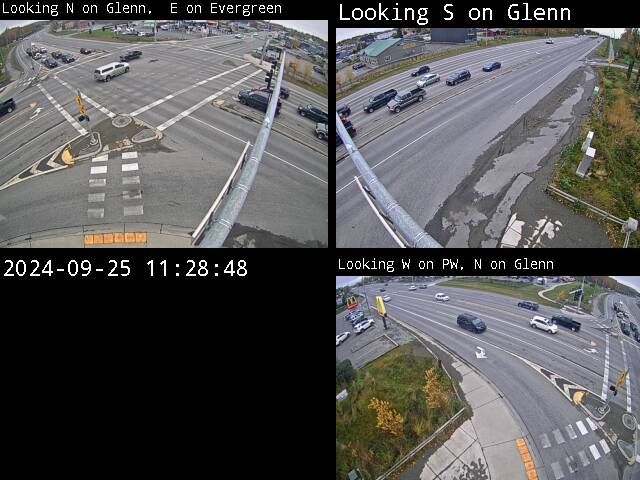 Looking N on Glenn,  E on Evergreen
Looking S on Glenn
2024-09-25 11:28:48
Looking W on PW, N on Glenn